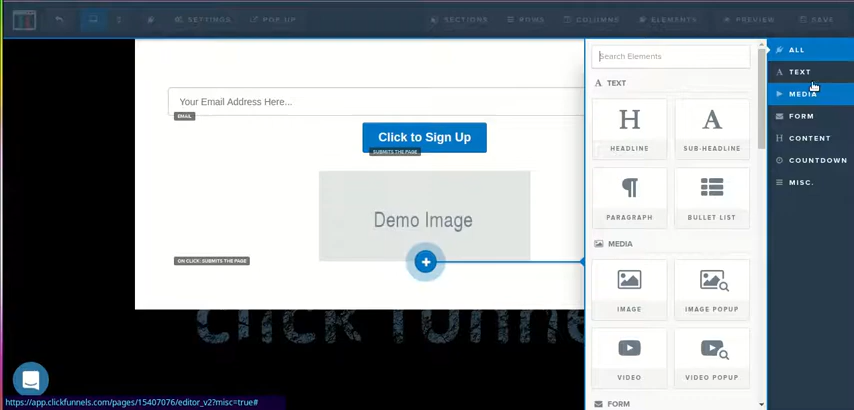 SETTINGS
POP UP
SECTIONS
ROWS
COLUMNS
ELEMENTS
PREVIEW
SAVE
Your Email Address Here...
EMAIL
Click to Sign Up
SUBMITS THE PAGE
Demo Image
ON CLICK: SUBMITS THE PAGE
click funne
https://app.clickfunnels.com/pages/15407076/editor_v2?misc=true#
Search Elements
TEXT
HEADLINE
SUB-HEADLINE
PARAGRAPH
BULLET LIST
MEDIA
IMAGE
IMAGE POPUP
VIDEO
VIDEO POPUP
FORM
ALL
TEXT
MEDIA
FORM
CONTENT
COUNTDOWN
MISC.